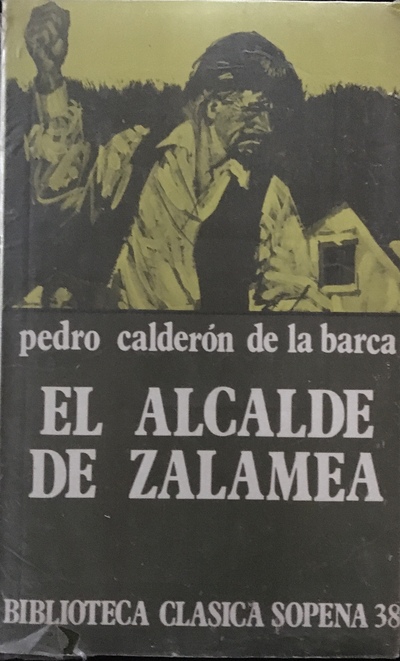 pedro calderón de la barca
EL ALCALDE
DE ZALAMEA
BIBLIOTECA CLASICA SOPENA 38